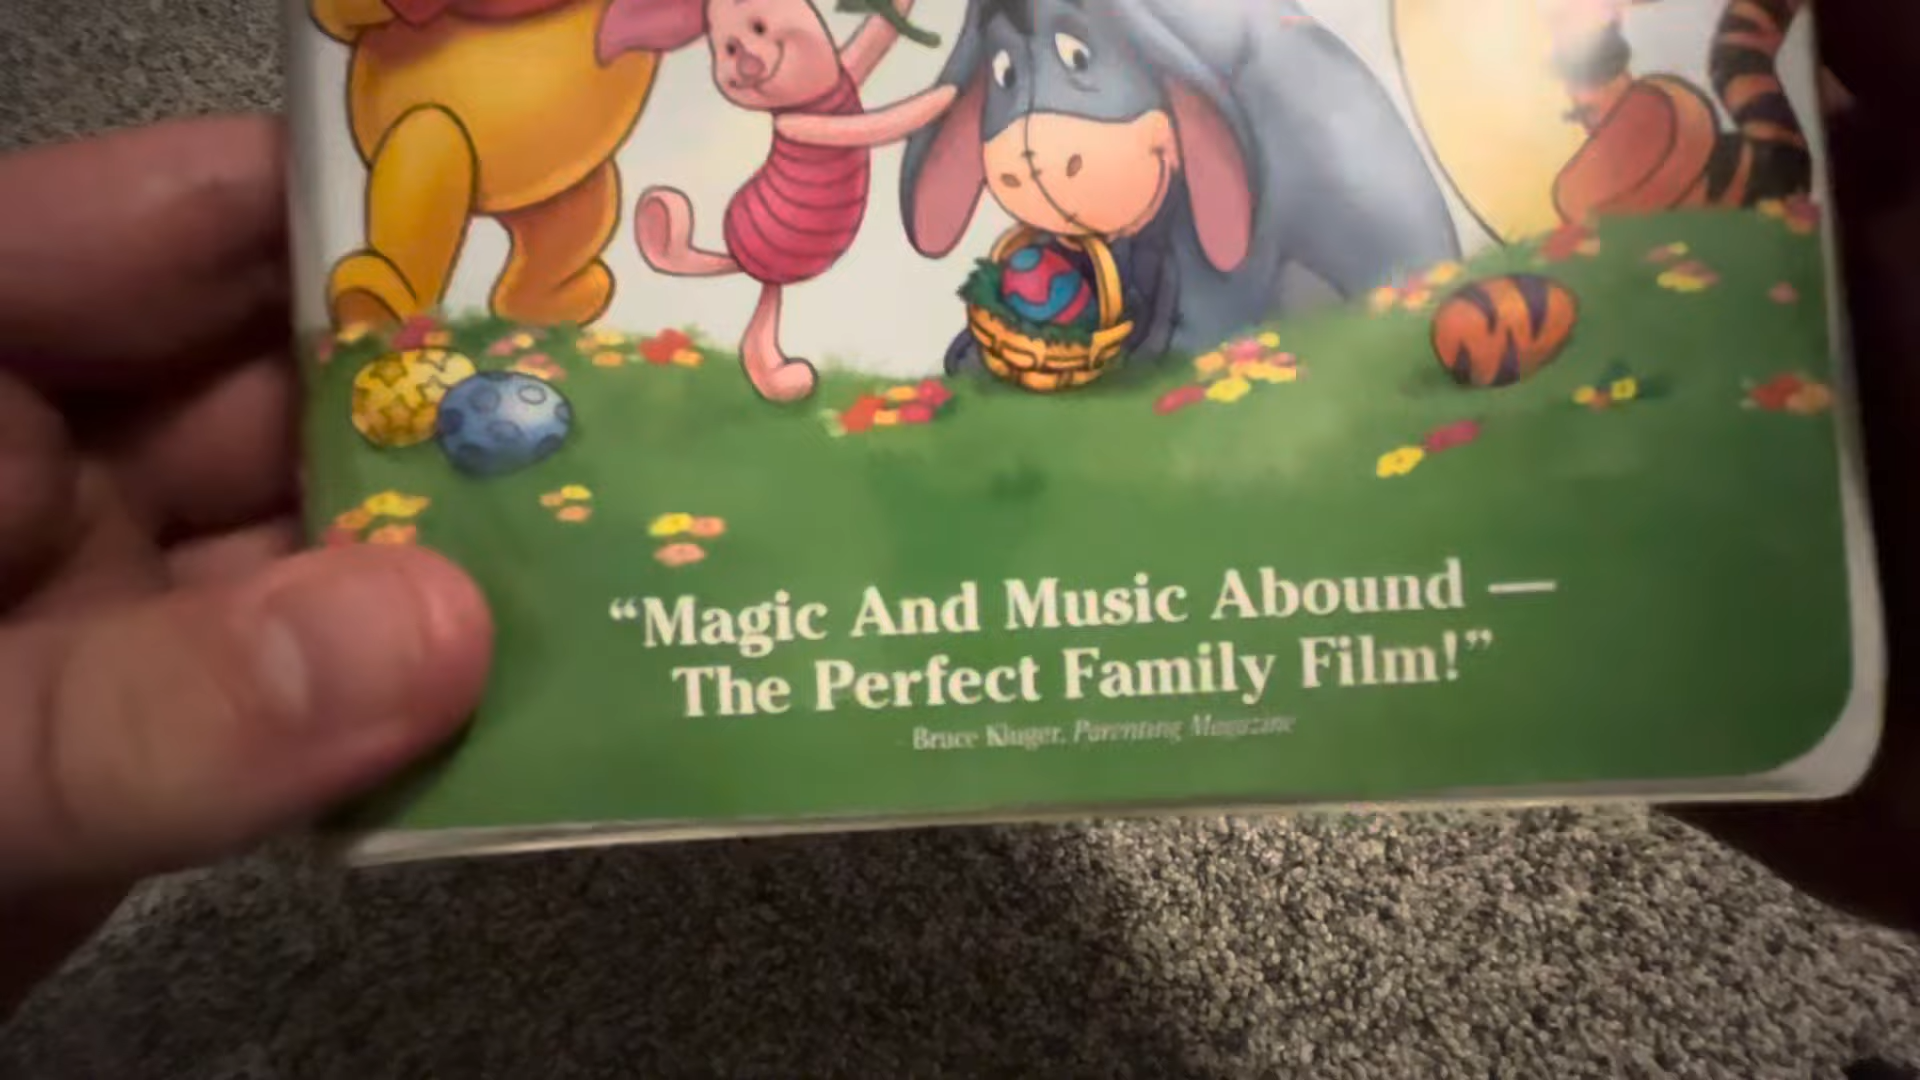 “Magic And Music Abound —
The Perfect Family Film!”
- Bruce Kluger, Parenting Magazine